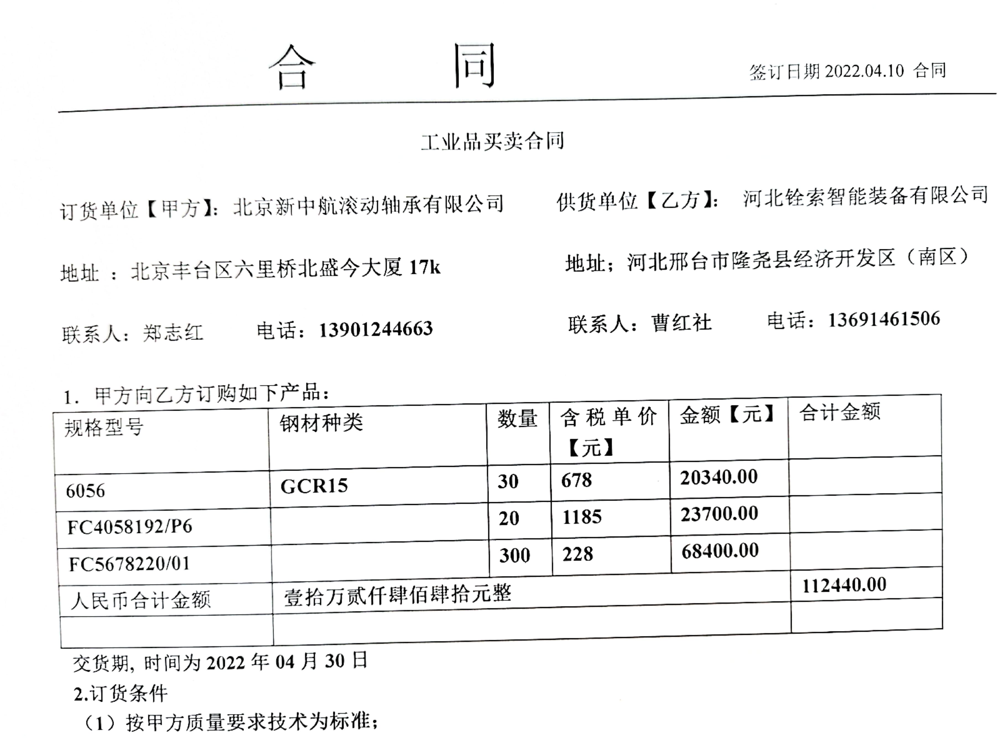 合 同
签订日期 2022.04.10 合同
工业品买卖合同
订货单位【甲方】：北京新中航滚动轴承有限公司 供货单位【乙方】： 河北铨索智能装备有限公司
地址 ：北京丰台区六里桥北盛今大厦 17k 地址；河北邢台市隆尧县经济开发区（南区）
联系人：郑志红 电话：13901244663 联系人：曹红社 电话：13691461506
1. 甲方向乙方订购如下产品：
规格型号 钢材种类 数量 含税单价 金额【元】 合计金额
【元】
6056 GCR15 30 678 20340.00
FC4058192/P6 20 1185 23700.00
FC5678220/01 300 228 68400.00
人民币合计金额 壹拾万贰仟肆佰肆拾元整 112440.00
交货期, 时间为 2022 年 04 月 30 日
2.订货条件
（1）按甲方质量要求技术为标准；